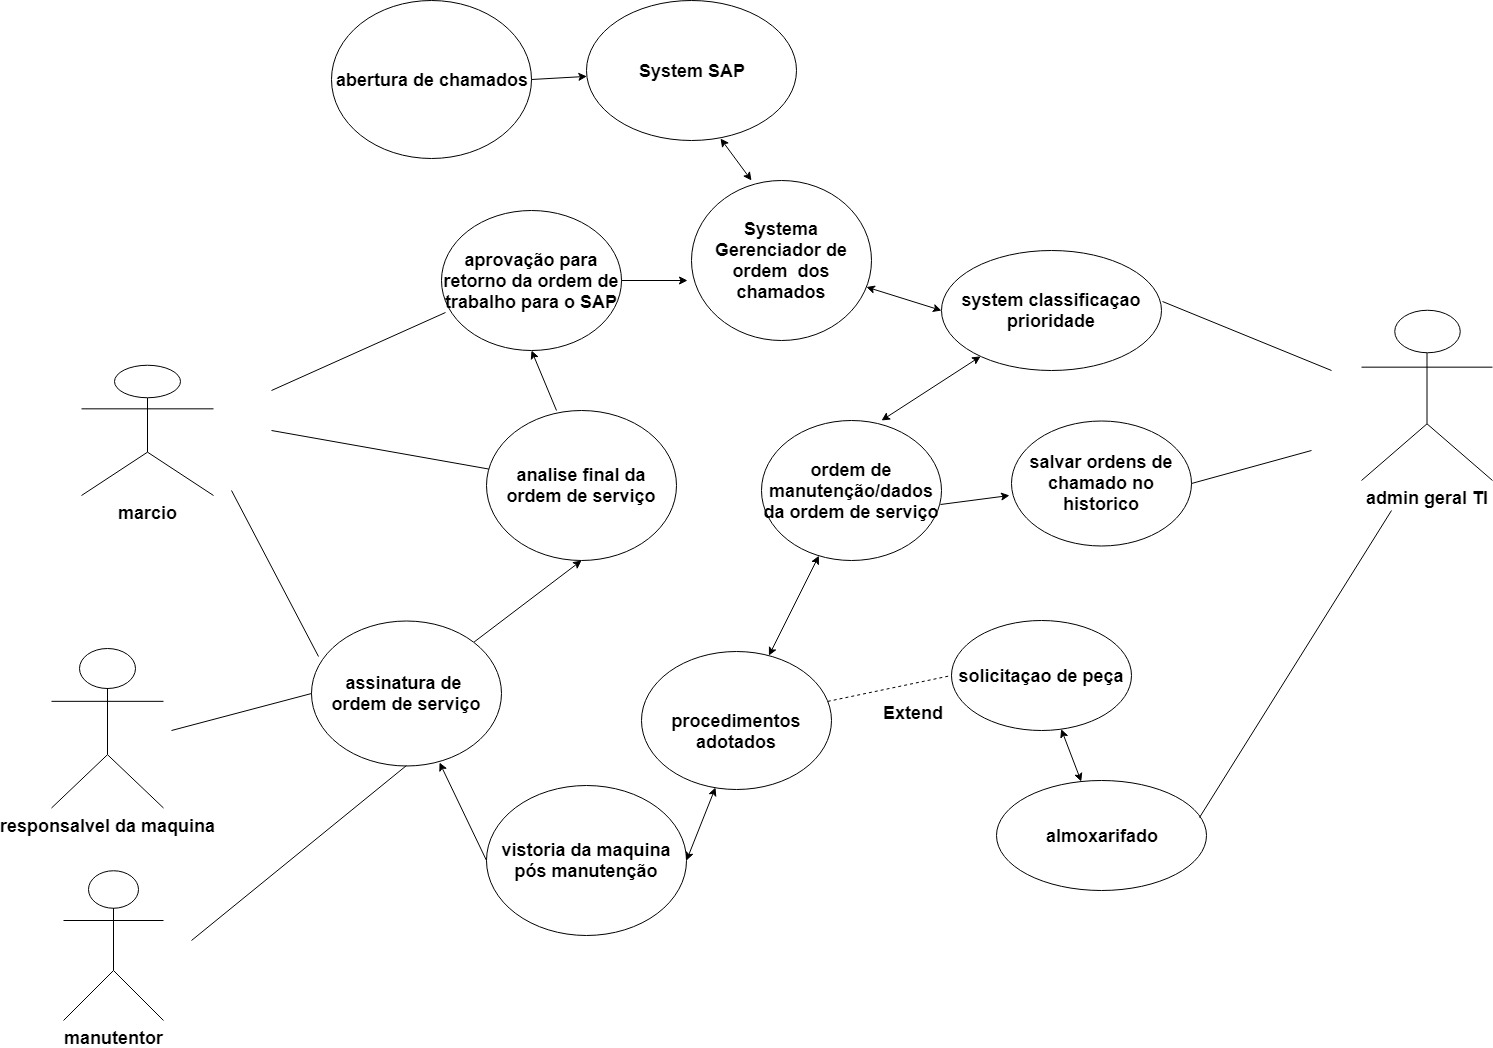 abertura de chamados
System SAP
Systema
Gerenciador de
ordem dos
chamados
aprovação para
retorno da ordem de
trabalho para o SAP
system classificaçao
prioridade
marcio
analise final da
ordem de serviço
ordem de
manutenção/dados
da ordem de serviço
salvar ordens de
chamado no
historico
admin geral TI
assinatura de
ordem de serviço
procedimentos
adotados
Extend
solicitaçao de peça
responsalvel da maquina
vistoria da maquina
pós manutenção
almoxarifado
manutentor